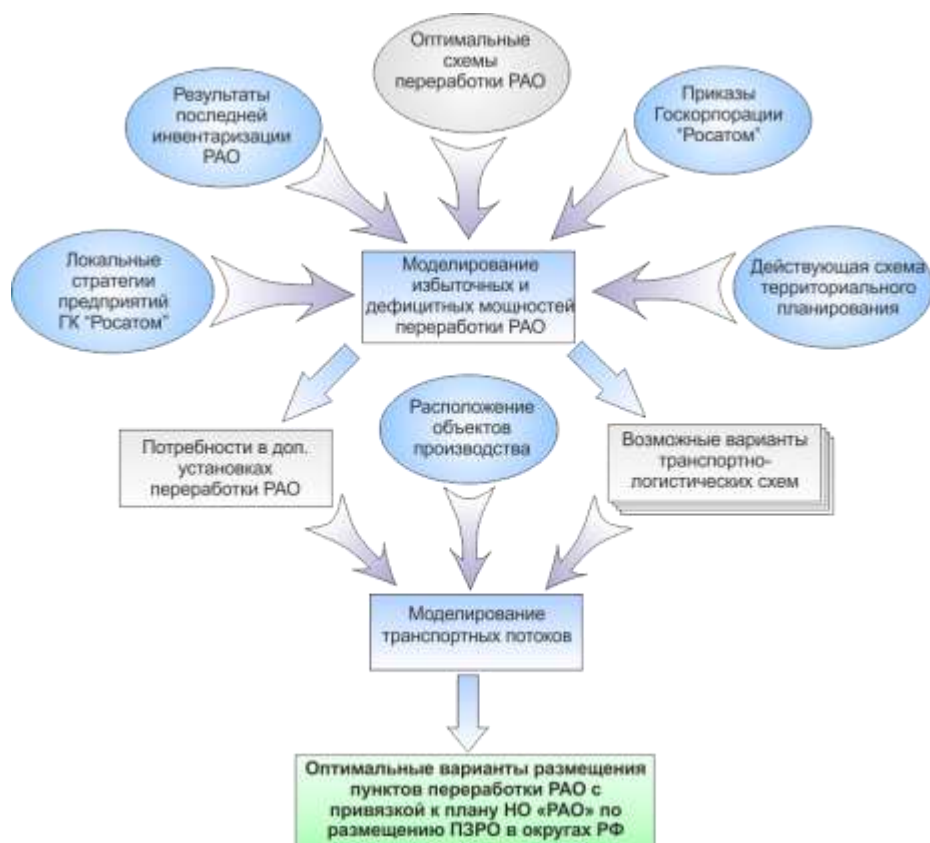 Оптимальные
схемы
переработки РАО
Результаты
последней
инвентаризации
РАО
Приказы
Госкорпорации
"Росатом"
Локальные
стратегии
предприятий
ГК "Росатом"
Моделирование
избыточных и
дефицитных мощностей
переработки РАО
Действующая схема
территориального
планирования
Потребности в доп.
установках
переработки РАО
Расположение
объектов
производства
Возможные варианты
транспортно-
логистических схем
Моделирование
транспортных потоков
Оптимальные варианты размещения
пунктов переработки РАО с
привязкой к плану НО «РАО» по
размещению ПЗРО в округах РФ